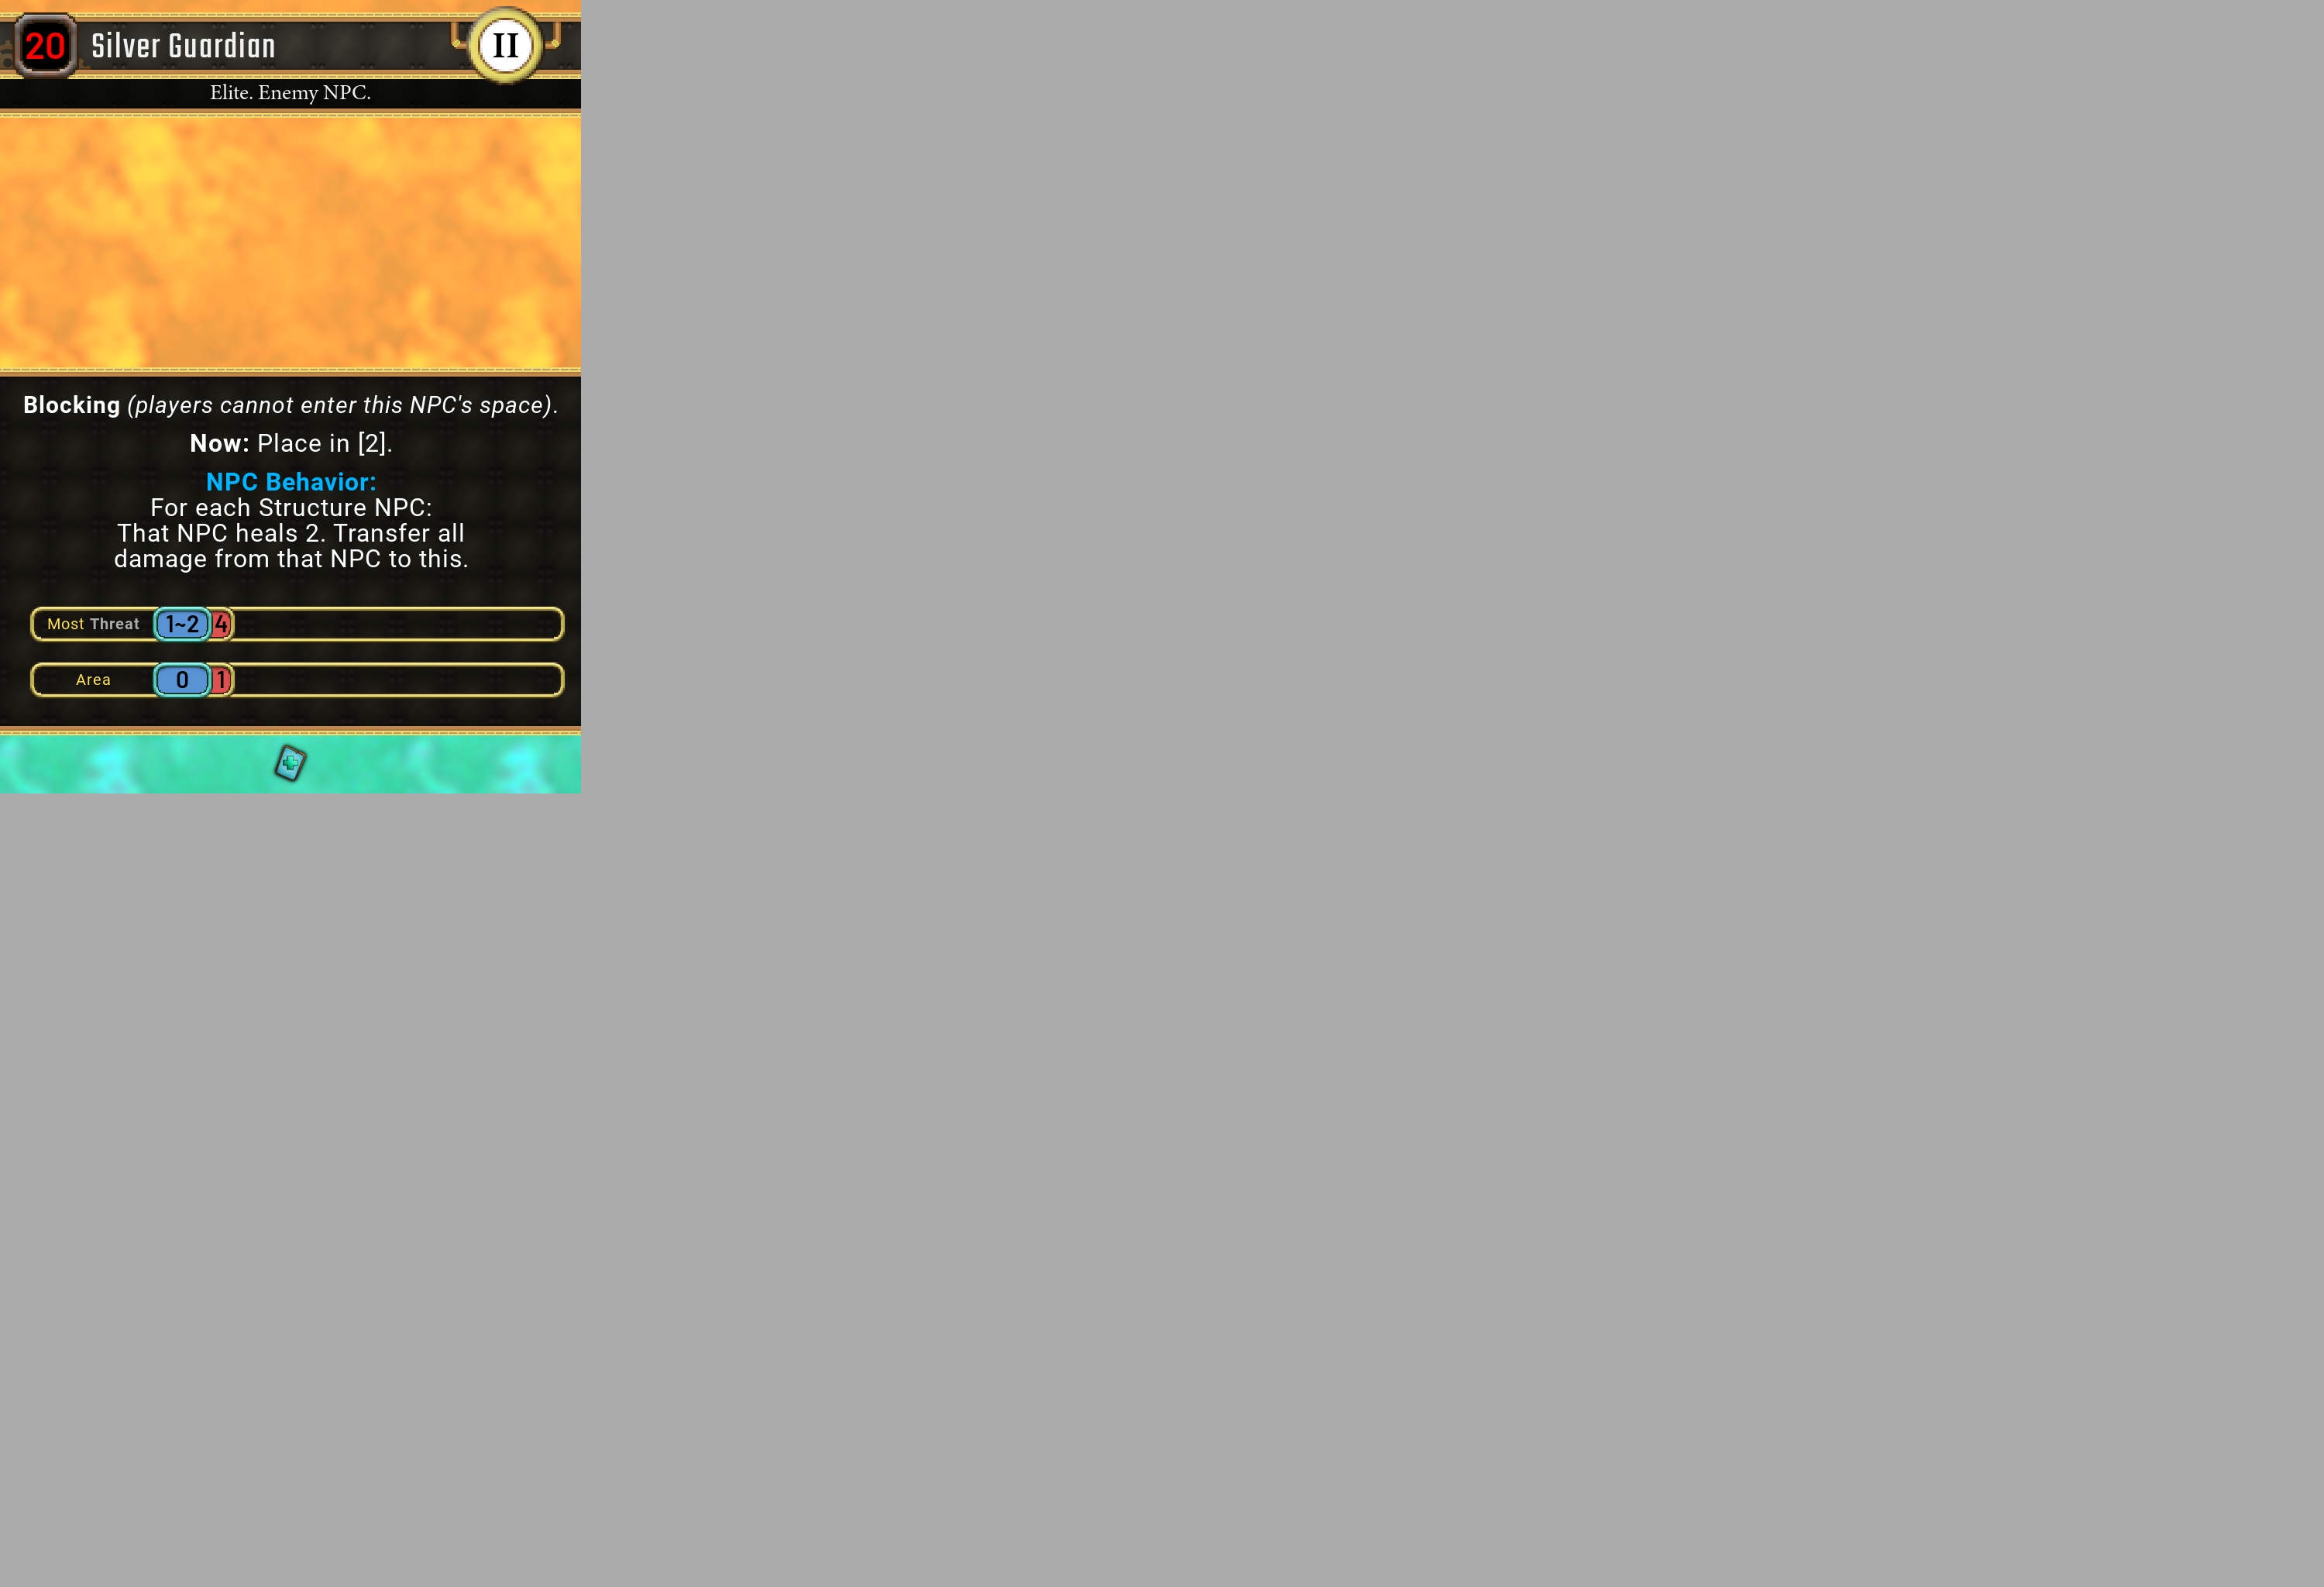 20 Silver Guardian II
Elite. Enemy NPC.
Blocking (players cannot enter this NPC's space).
Now: Place in [2].
NPC Behavior:
For each Structure NPC:
That NPC heals 2. Transfer all
damage from that NPC to this.
Most Threat 1~2 4
Area 0 1